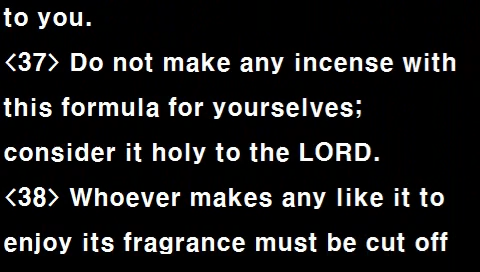 to you.
<37> Do not make any incense with
this formula for yourselves;
consider it holy to the LORD.
<38> Whoever makes any like it to
enjoy its fragrance must be cut off